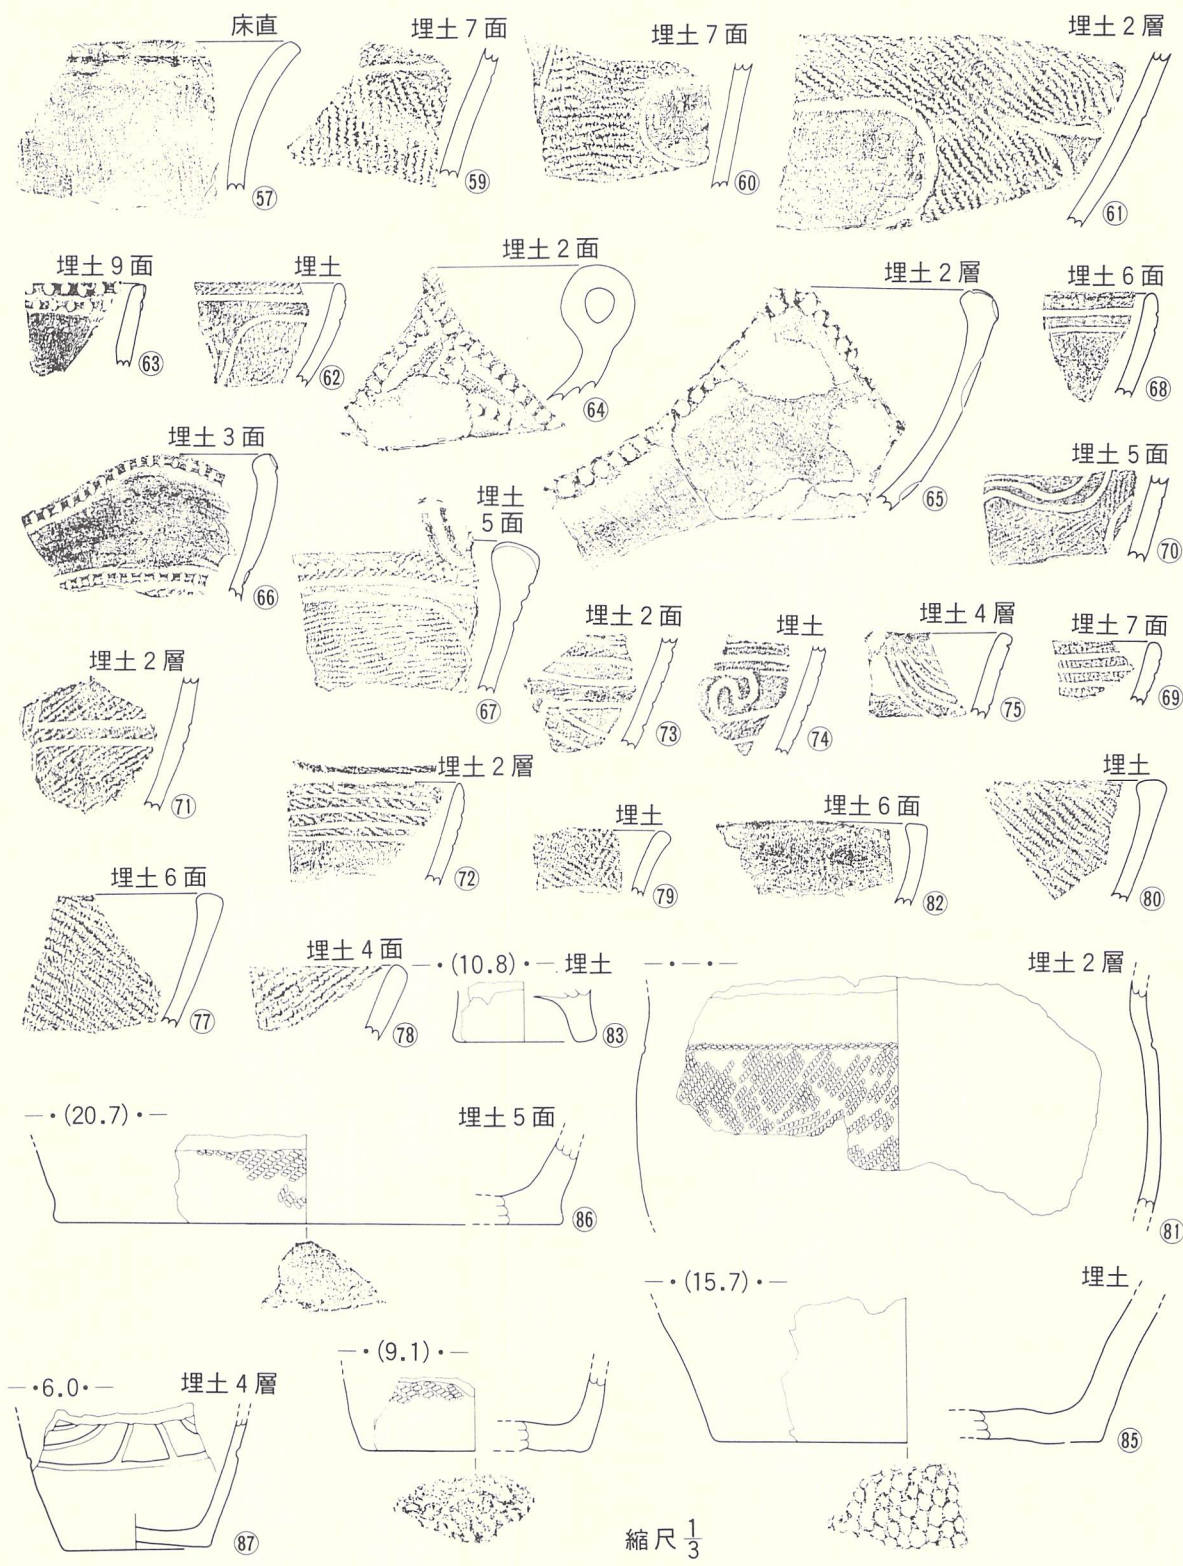 床直
㊼
埋土7面
㊾
埋土7面
60
埋土2層
61
埋土9面
63
埋土
62
埋土2面
64
埋土2層
65
埋土6面
68
埋土3面
66
埋土
5面
67
埋土5面
70
埋土2層
71
埋土2面
73
埋土
74
埋土4層
75
埋土7面
69
埋土2層
72
埋土
79
埋土6面
82
埋土
80
埋土6面
77
埋土4面
78
—・(10.8)・— 埋土
83
—・—・— 埋土2層
81
—・(20.7)・— 埋土5面
86
—・(15.7)・— 埋土
85
—・6.0・— 埋土4層
87
—・(9.1)・—
縮尺 1/3